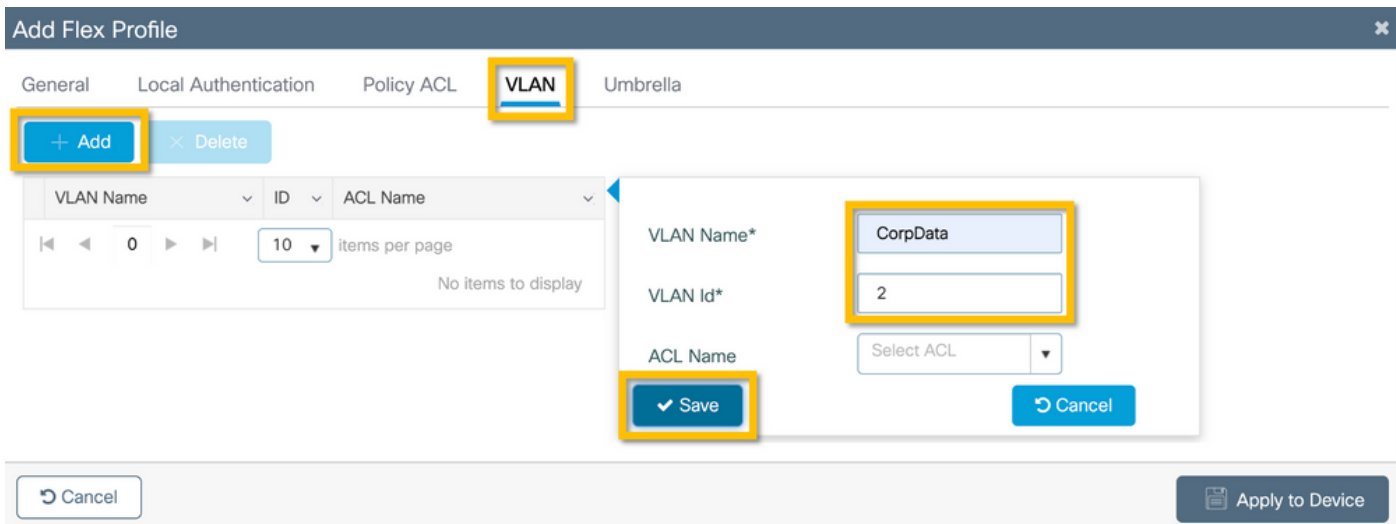 Add Flex Profile
General Local Authentication Policy ACL VLAN Umbrella
+ Add × Delete
VLAN Name ID ACL Name
0 10 items per page
No items to display
VLAN Name* CorpData
VLAN Id* 2
ACL Name Select ACL
Save Cancel
Cancel Apply to Device